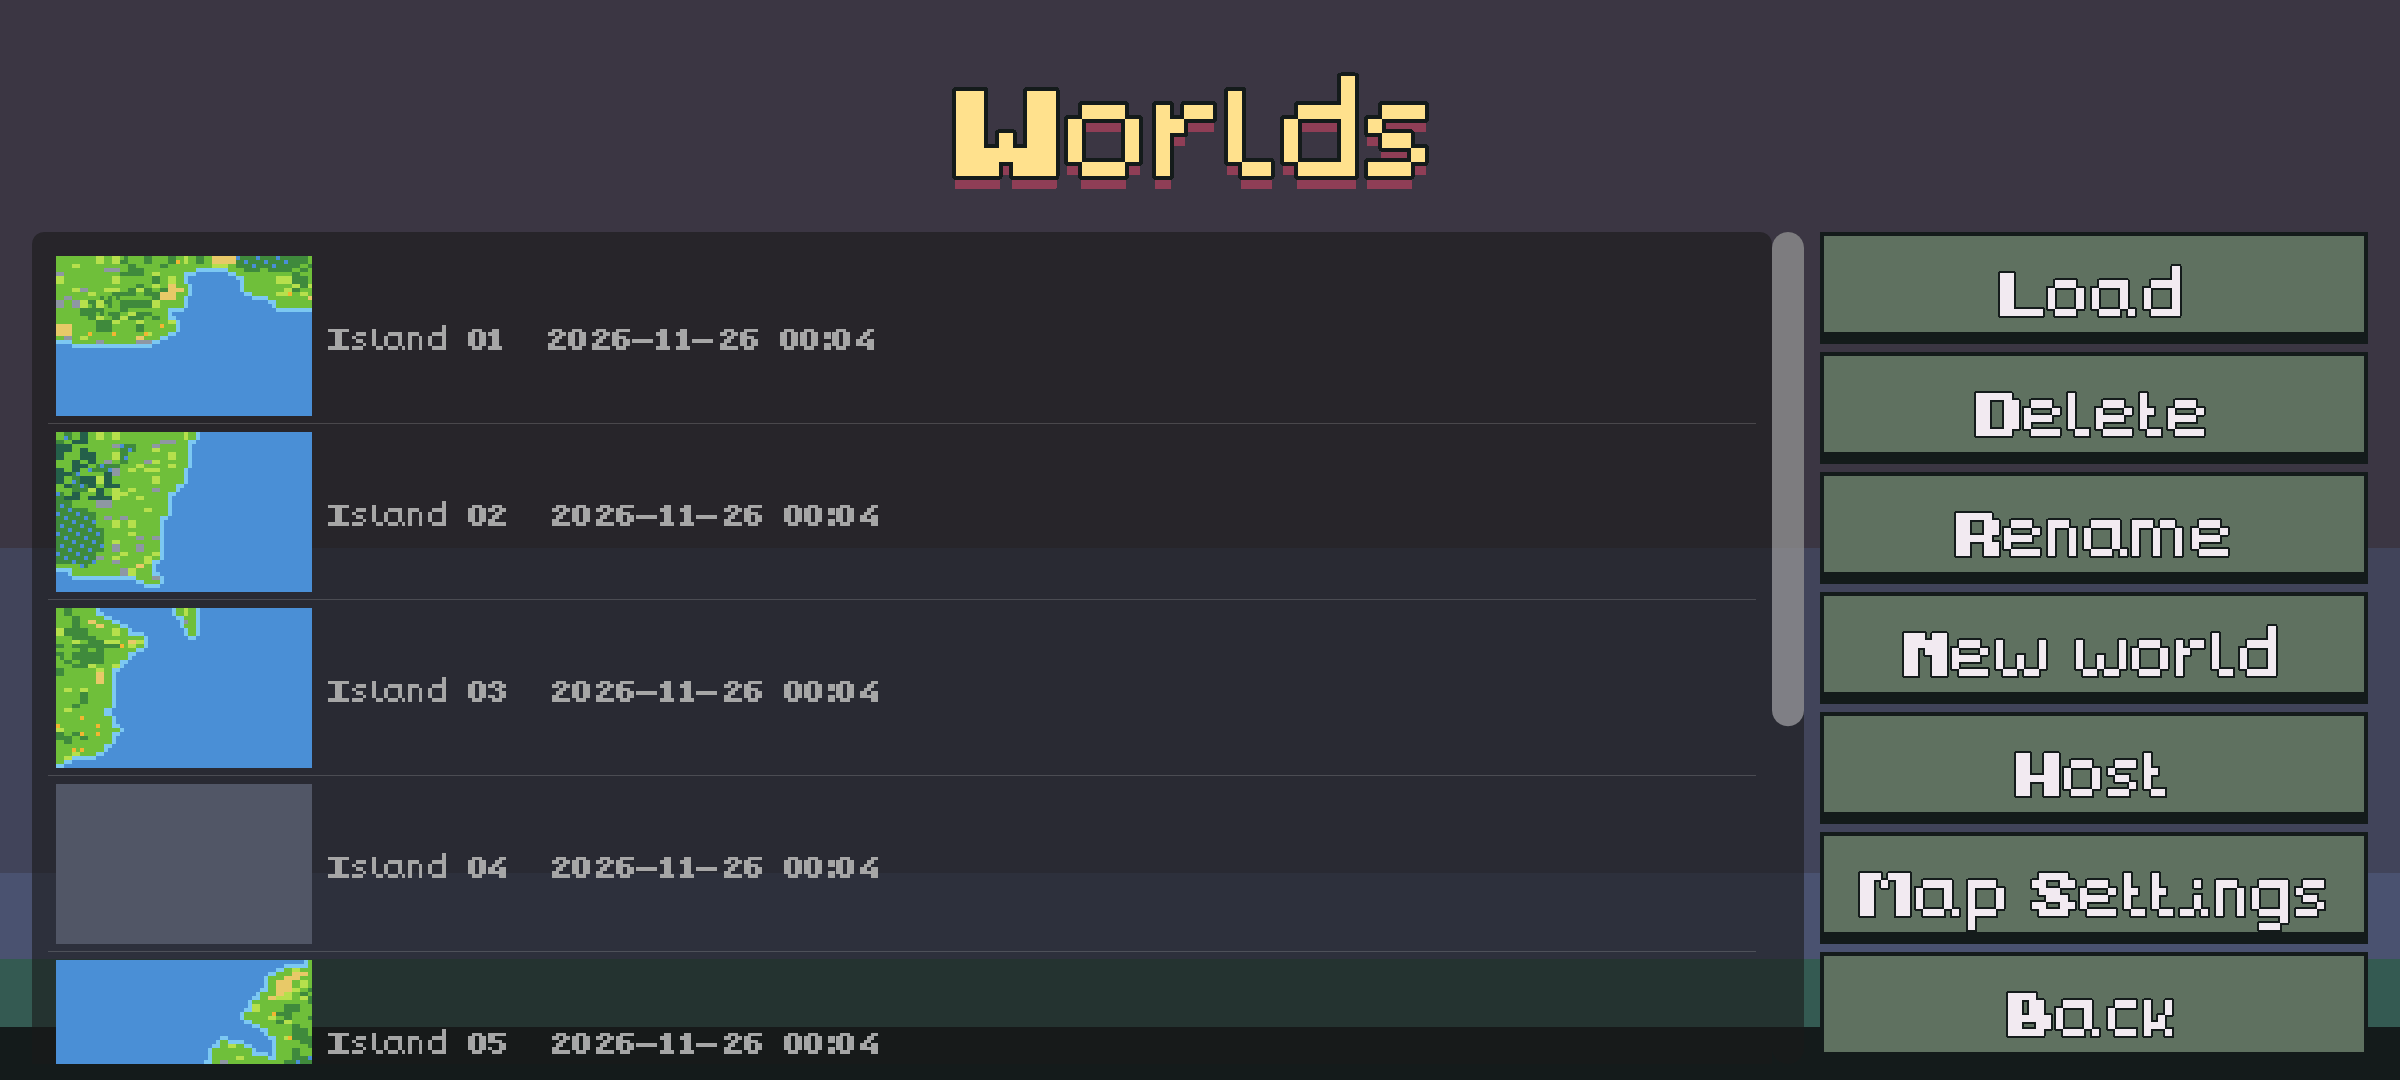 Worlds
Island 01 2026-11-26 00:04
Island 02 2026-11-26 00:04
Island 03 2026-11-26 00:04
Island 04 2026-11-26 00:04
Island 05 2026-11-26 00:04
Load
Delete
Rename
New world
Host
Map Settings
Back